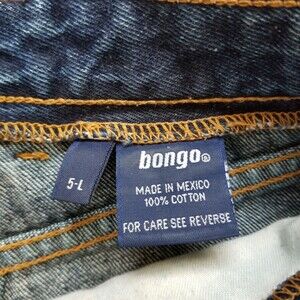 bongo®
5-L
MADE IN MEXICO
100% COTTON
FOR CARE SEE REVERSE